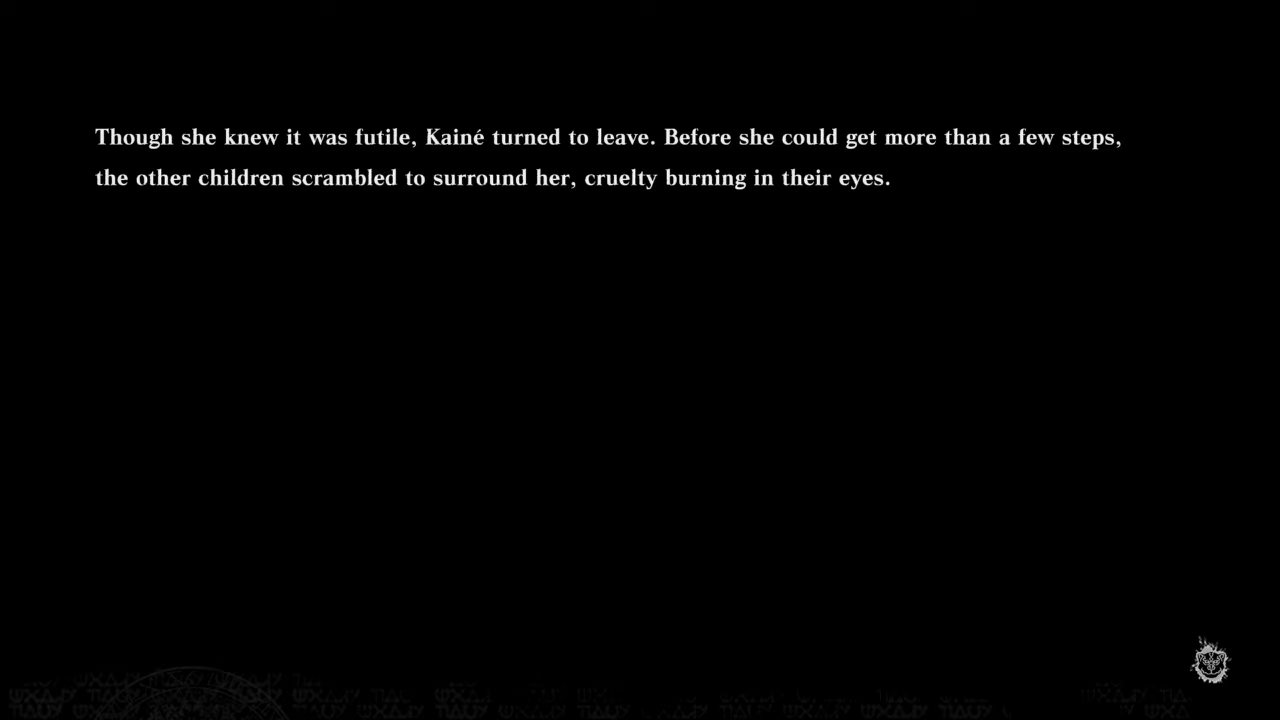 Though she knew it was futile, Kainé turned to leave. Before she could get more than a few steps,
the other children scrambled to surround her, cruelty burning in their eyes.